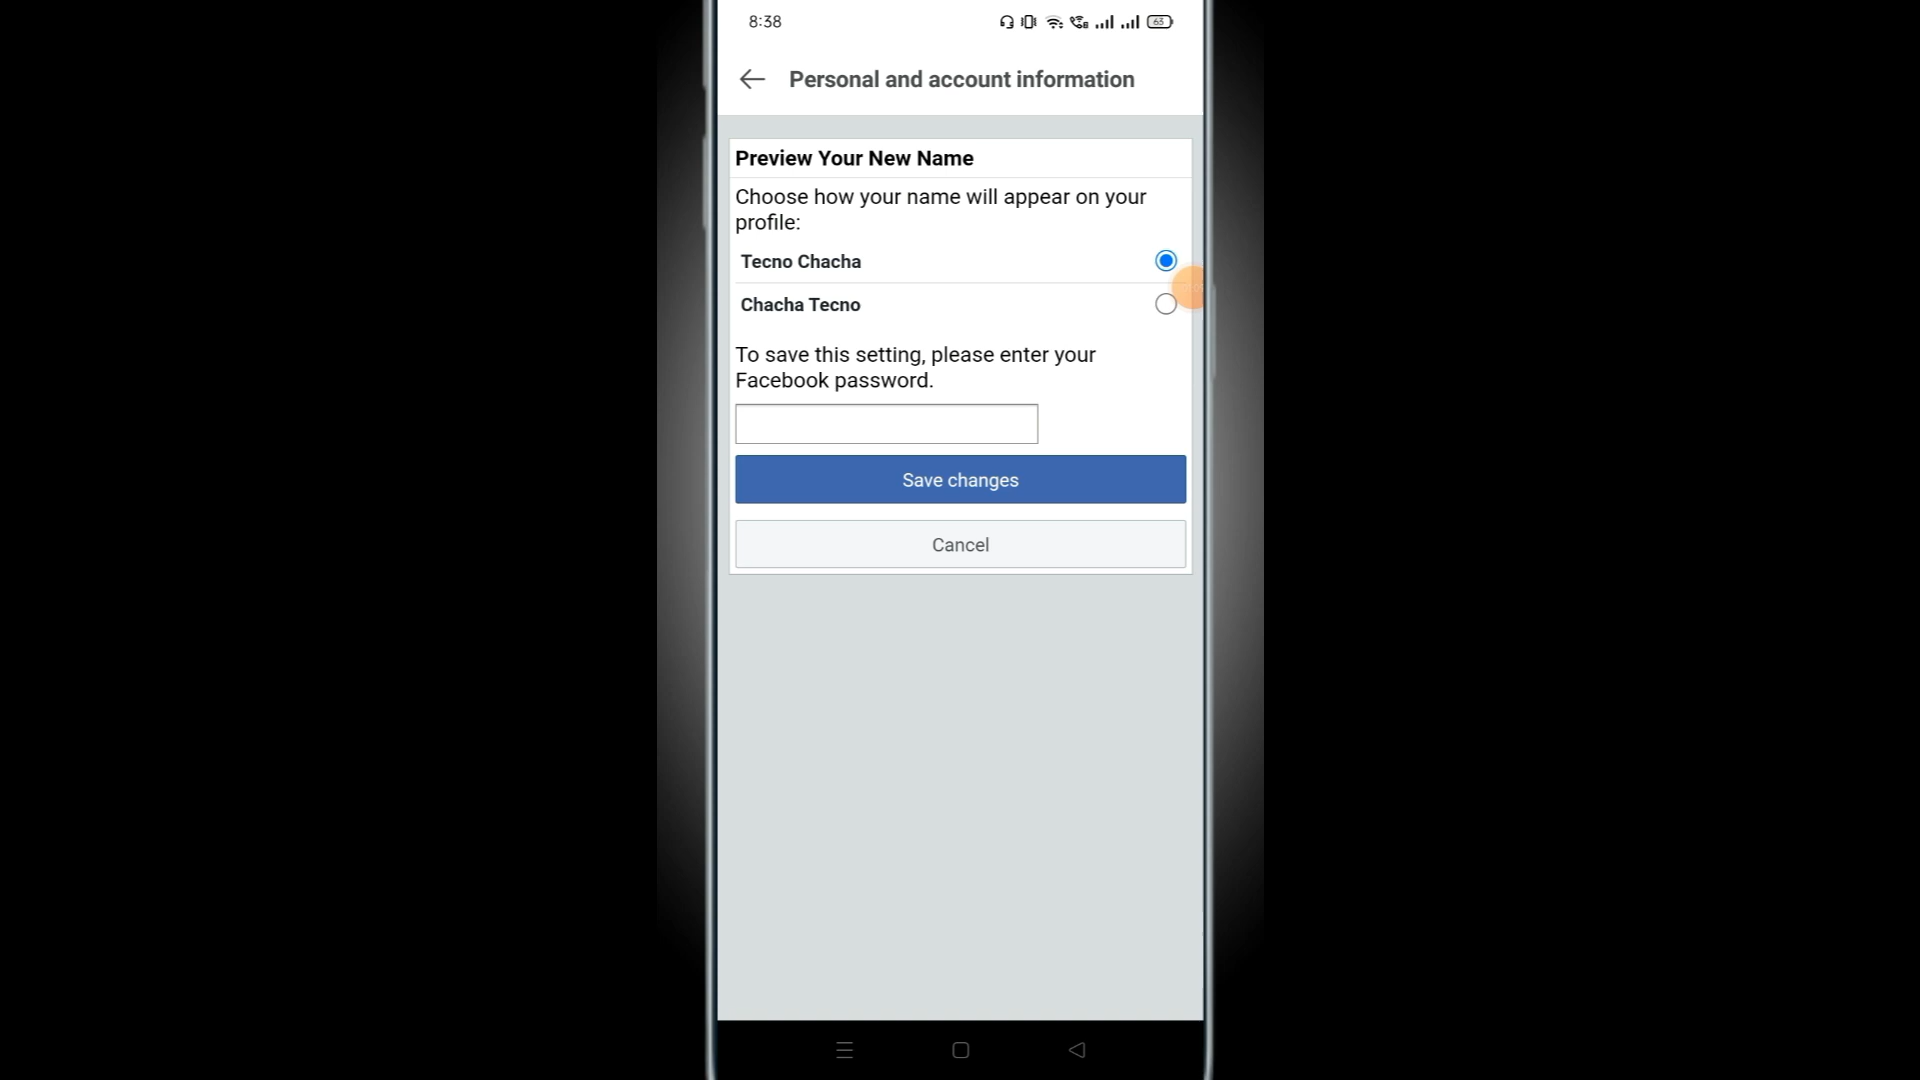 8:38
63
Personal and account information
Preview Your New Name
Choose how your name will appear on your
profile:
Tecno Chacha
Chacha Tecno
To save this setting, please enter your
Facebook password.
Save changes
Cancel